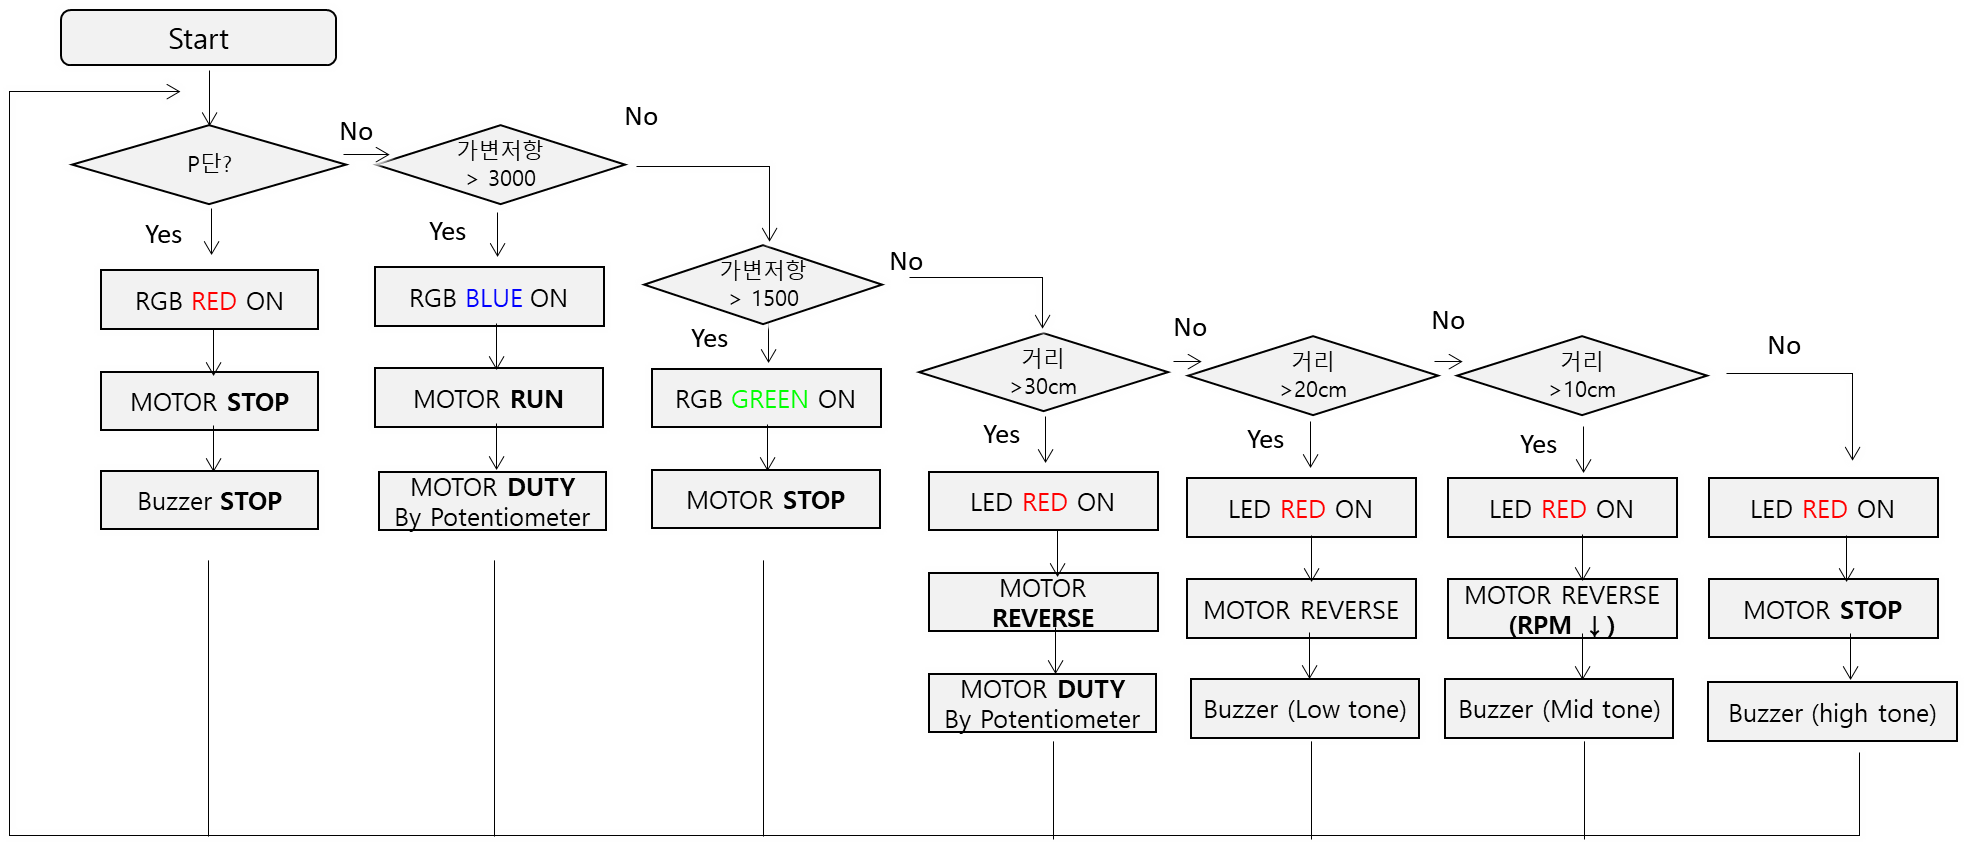 Start
No
No
P단?
가변저항
> 3000
Yes
Yes
RGB RED ON
RGB BLUE ON
가변저항
> 1500
No
Yes
MOTOR STOP
MOTOR RUN
RGB GREEN ON
거리
>30cm
No
거리
>20cm
No
거리
>10cm
No
Yes
Yes
Yes
Buzzer STOP
MOTOR DUTY
By Potentiometer
MOTOR STOP
LED RED ON
LED RED ON
LED RED ON
LED RED ON
MOTOR
REVERSE
MOTOR REVERSE
MOTOR REVERSE
(RPM ↓)
MOTOR STOP
MOTOR DUTY
By Potentiometer
Buzzer (Low tone)
Buzzer (Mid tone)
Buzzer (high tone)